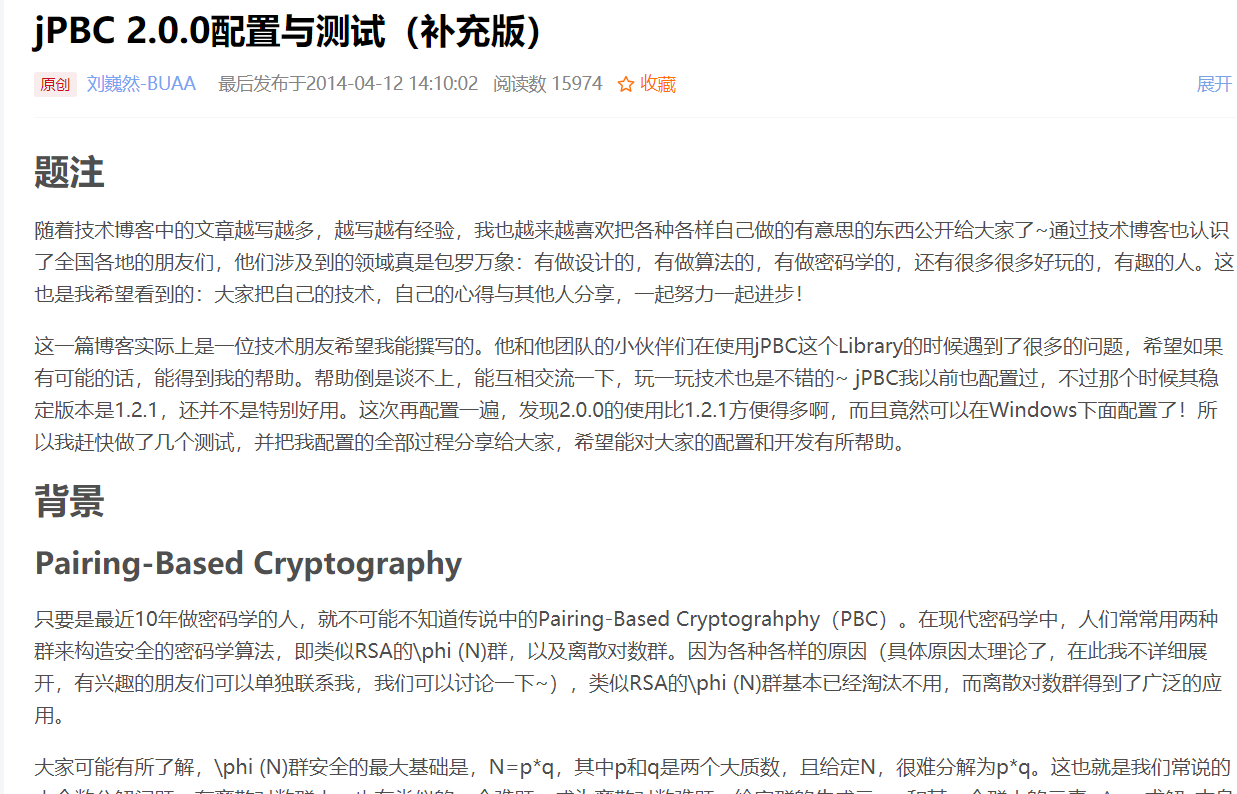 jPBC 2.0.0配置与测试（补充版）
原创 刘巍然-BUAA 最后发布于2014-04-12 14:10:02 阅读数 15974 ☆ 收藏 展开
题注
随着技术博客中的文章越写越多，越写越有经验，我也越来越喜欢把各种各样自己做的有意思的东西公开给大家了~通过技术博客也认识
了全国各地的朋友们，他们涉及到的领域真是包罗万象：有做设计的，有做算法的，有做密码学的，还有很多很多好玩的，有趣的人。这
也是我希望看到的：大家把自己的技术，自己的心得与其他人分享，一起努力一起进步！
这一篇博客实际上是一位技术朋友希望我能撰写的。他和他团队的小伙伴们在使用jPBC这个Library的时候遇到了很多的问题，希望如果
有可能的话，能得到我的帮助。帮助倒是谈不上，能互相交流一下，玩一玩技术也是不错的~ jPBC我以前也配置过，不过那个时候其稳
定版本是1.2.1，还并不是特别好用。这次再配置一遍，发现2.0.0的使用比1.2.1方便得多啊，而且竟然可以在Windows下面配置了！所
以我赶快做了几个测试，并把我配置的全部过程分享给大家，希望能对大家的配置和开发有所帮助。
背景
Pairing-Based Cryptography
只要是最近10年做密码学的人，就不可能不知道传说中的Pairing-Based Cryptograhphy（PBC）。在现代密码学中，人们常常用两种
群来构造安全的密码学算法，即类似RSA的\phi (N)群，以及离散对数群。因为各种各样的原因（具体原因太理论了，在此我不详细展
开，有兴趣的朋友们可以单独联系我，我们可以讨论一下~），类似RSA的\phi (N)群基本已经淘汰不用，而离散对数群得到了广泛的应
用。
大家可能有所了解，\phi (N)群安全的最大基础是，N=p*q，其中p和q是两个大质数，且给定N，很难分解为p*q。这也就是我们常说的